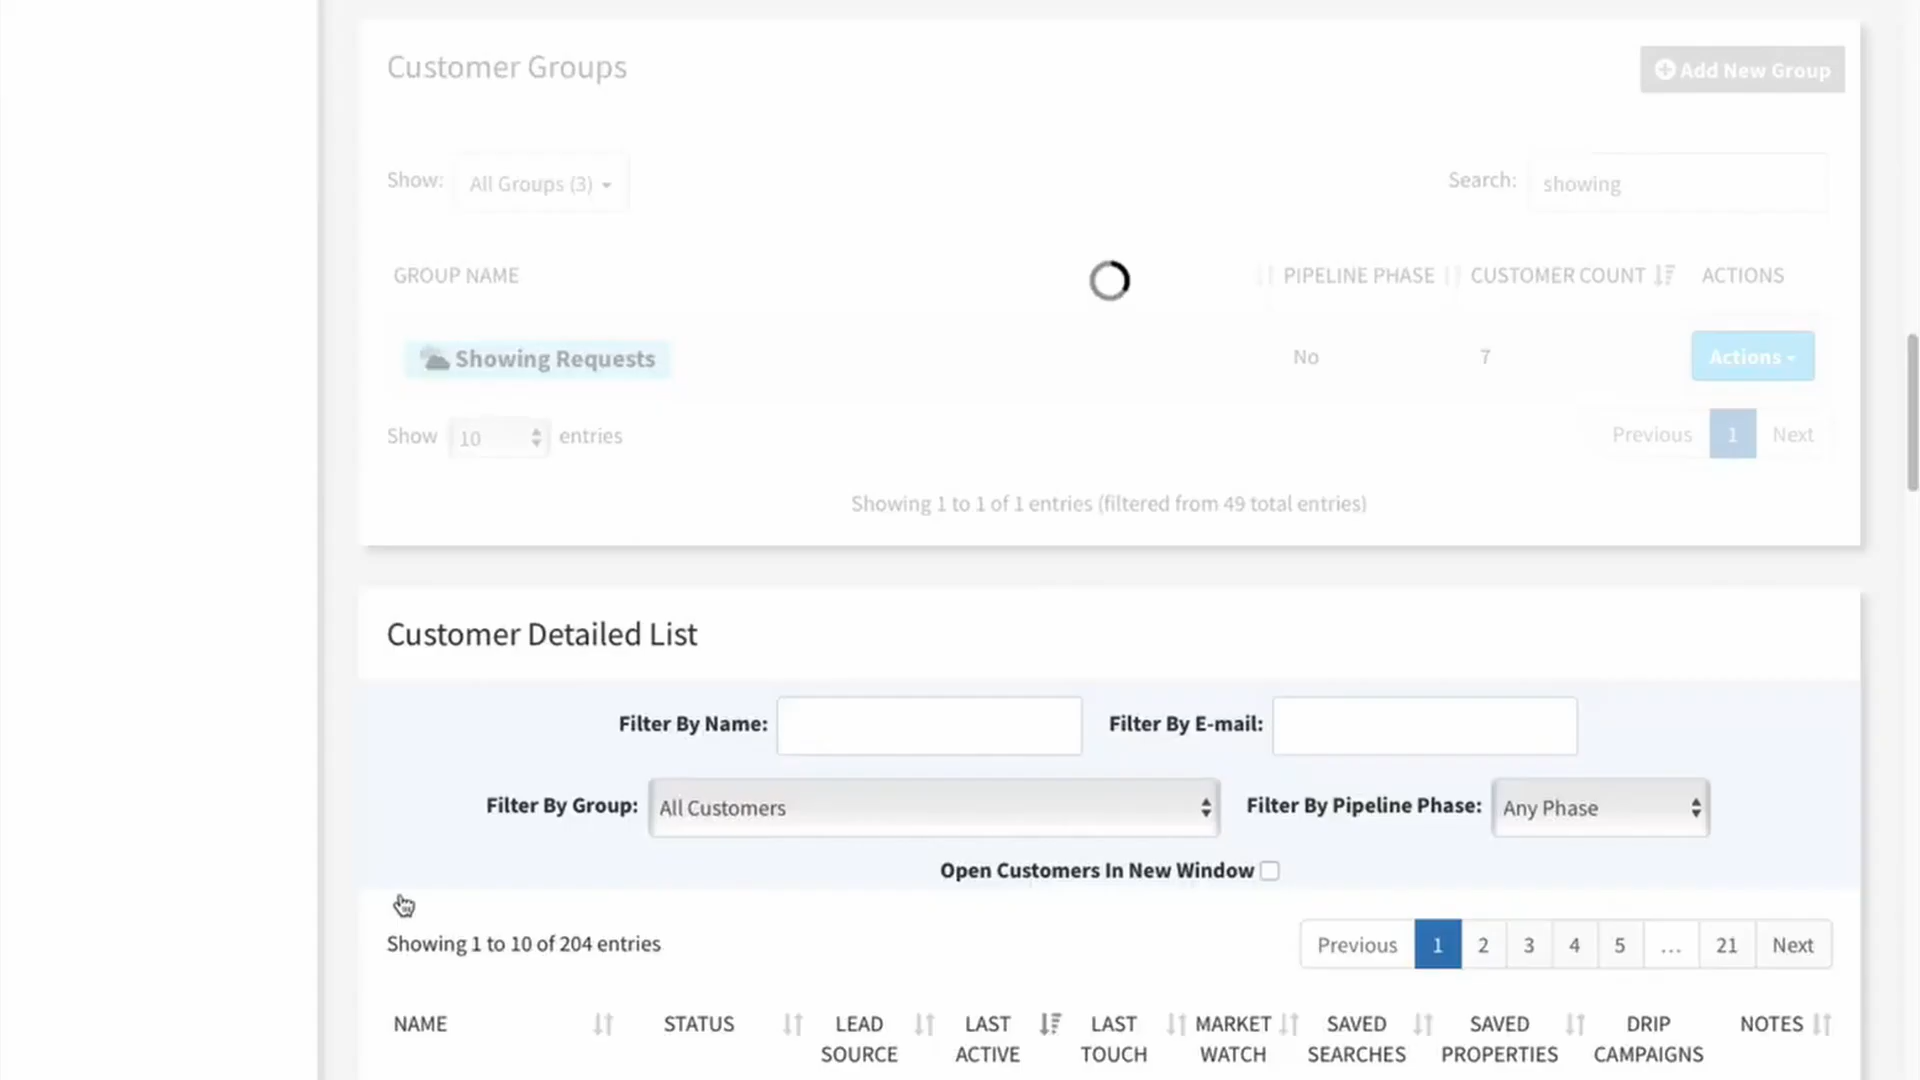 Customer Groups
Add New Group
Show: All Groups (3)
Search: showing
GROUP NAME PIPELINE PHASE CUSTOMER COUNT ACTIONS
Showing Requests No 7 Actions
Show 10 entries
Previous 1 Next
Showing 1 to 1 of 1 entries (filtered from 49 total entries)
Customer Detailed List
Filter By Name: Filter By E-mail:
Filter By Group: All Customers Filter By Pipeline Phase: Any Phase
Open Customers In New Window
Showing 1 to 10 of 204 entries
Previous 1 2 3 4 5 ... 21 Next
NAME STATUS LEAD SOURCE LAST ACTIVE LAST TOUCH MARKET WATCH SAVED SEARCHES SAVED PROPERTIES DRIP CAMPAIGNS NOTES